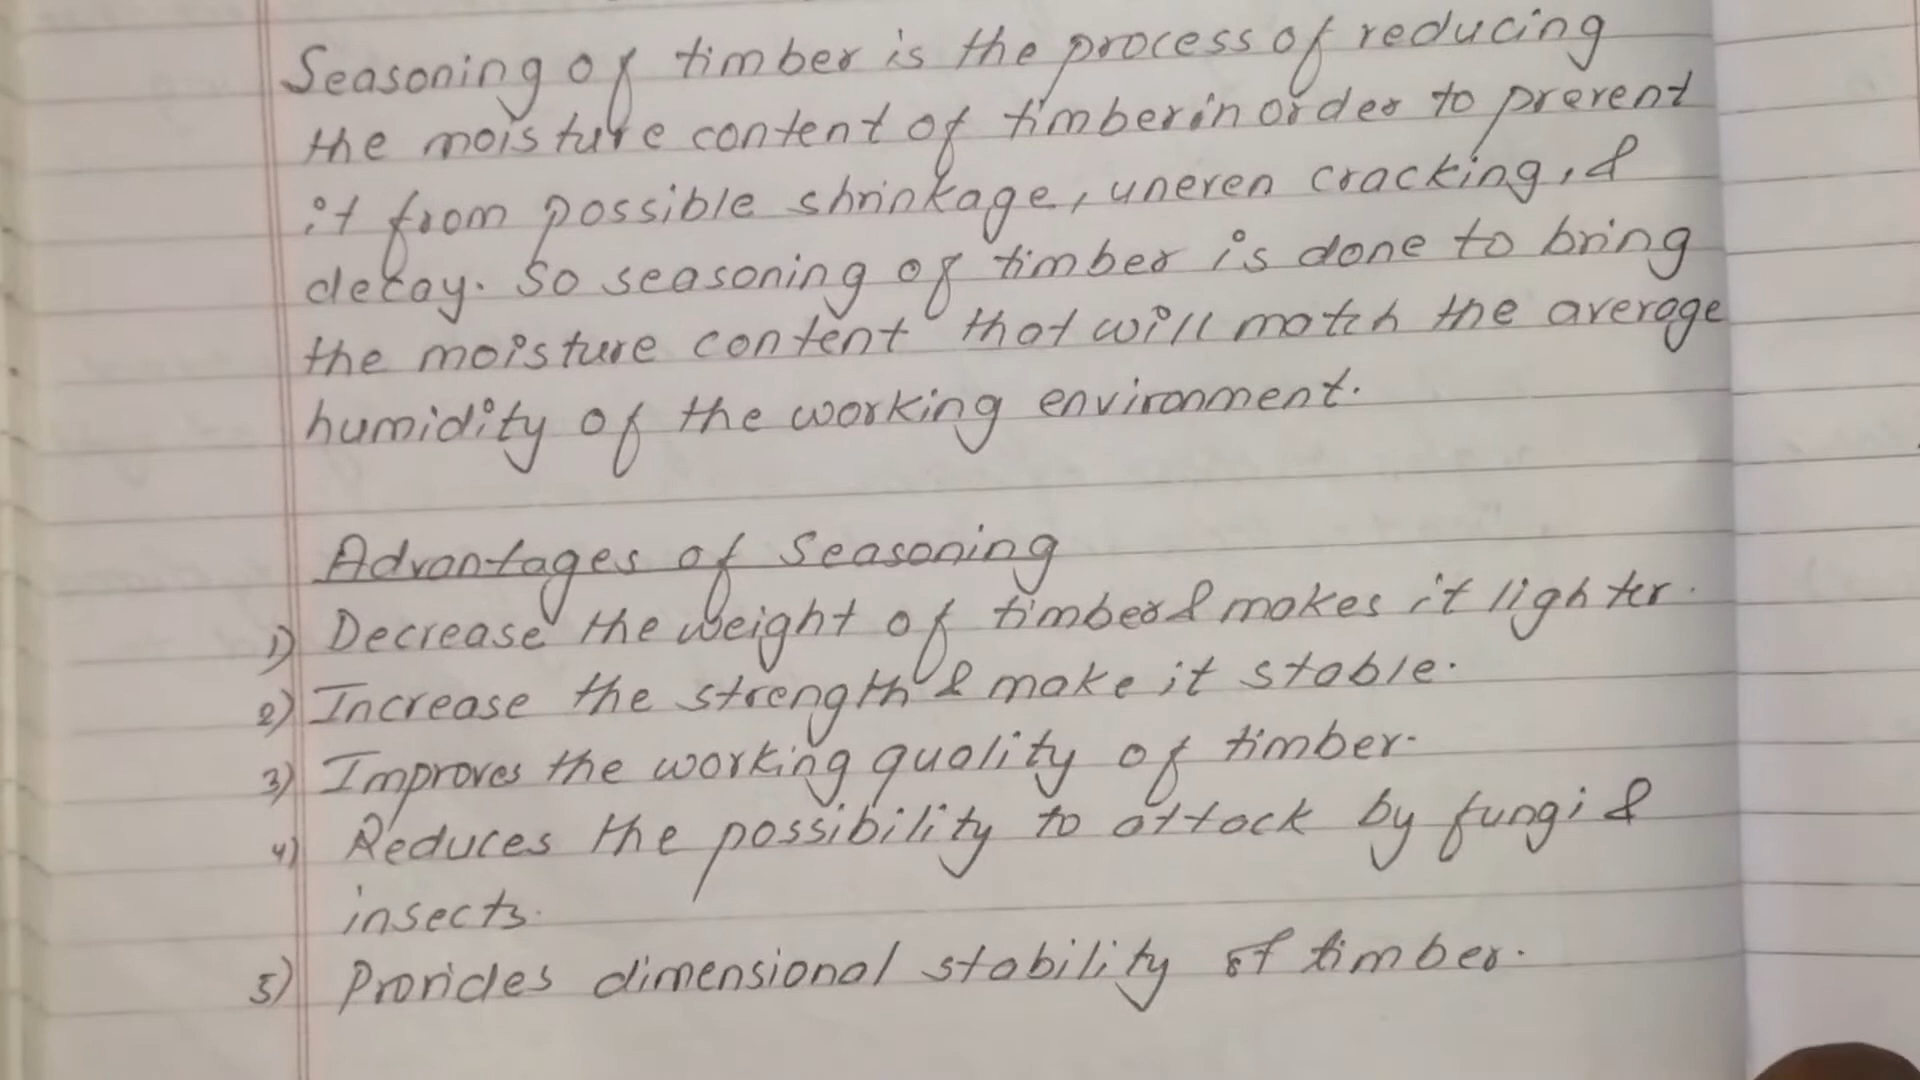 Seasoning of timber is the process of reducing
the moisture content of timber in order to prevent
it from possible shrinkage, uneven cracking, &
decay. So seasoning of timber is done to bring
the moisture content that will match the average
humidity of the working environment.
Advantages of Seasoning
1) Decrease the weight of timber & makes it lighter.
2) Increase the strength & make it stable.
3) Improves the working quality of timber.
4) Reduces the possibility to attack by fungi &
insects.
5) Provides dimensional stability of timber.